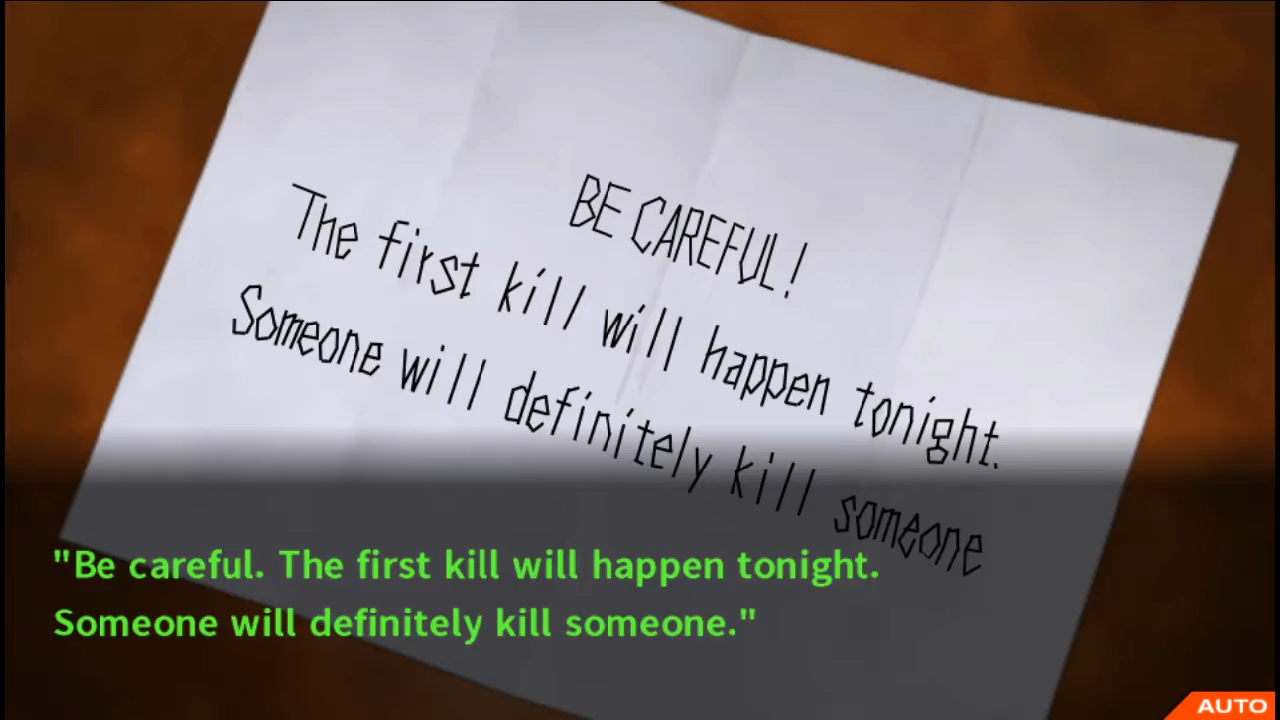 BE CAREFUL!
The first kill will happen tonight.
Someone will definitely kill someone
"Be careful. The first kill will happen tonight.
Someone will definitely kill someone."
AUTO